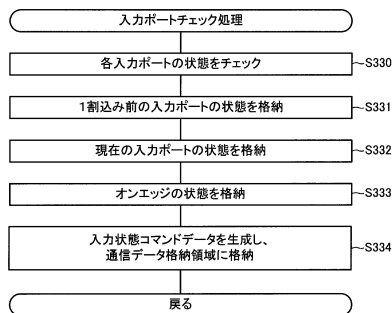 入力ポートチェック処理
各入力ポートの状態をチェック
S330
1割込み前の入力ポートの状態を格納
S331
現在の入力ポートの状態を格納
S332
オンエッジの状態を格納
S333
入力状態コマンドデータを生成し、
通信データ格納領域に格納
S334
戻る